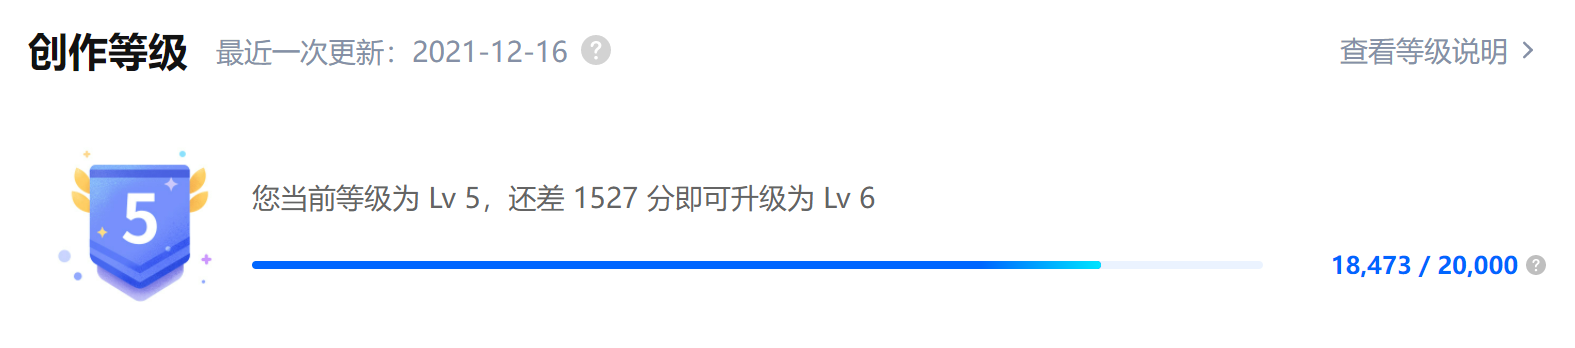 创作等级 最近一次更新：2021-12-16 ? 查看等级说明 >
5
您当前等级为 Lv 5，还差 1527 分即可升级为 Lv 6
18,473 / 20,000 ?